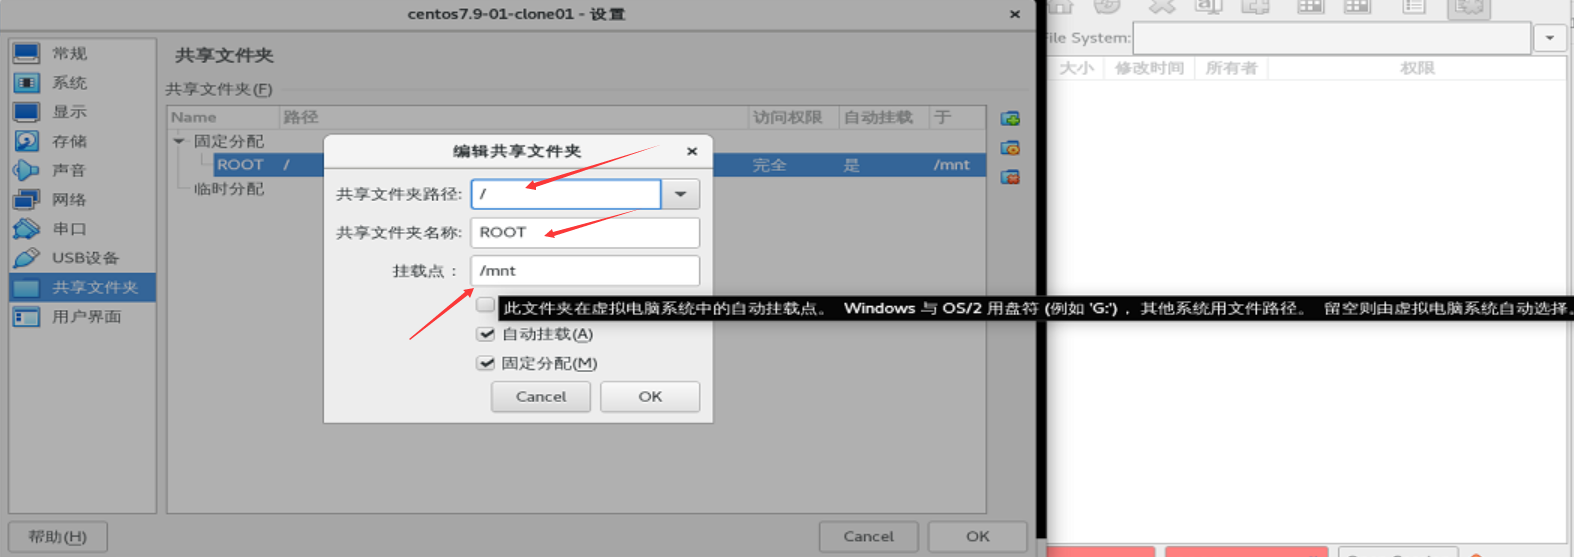 centos7.9-01-clone01 - 设置
常规
系统
显示
存储
声音
网络
串口
USB设备
共享文件夹
用户界面
共享文件夹
共享文件夹(F)
Name 路径 访问权限 自动挂载 于
固定分配
ROOT / 完全 是 /mnt
临时分配
编辑共享文件夹
共享文件夹路径: /
共享文件夹名称: ROOT
挂载点： /mnt
此文件夹在虚拟电脑系统中的自动挂载点。 Windows 与 OS/2 用盘符 (例如 'G:')，其他系统用文件路径。 留空则由虚拟电脑系统自动选择。
自动挂载(A)
固定分配(M)
Cancel OK
帮助(H) Cancel OK
File System:
大小 修改时间 所有者 权限